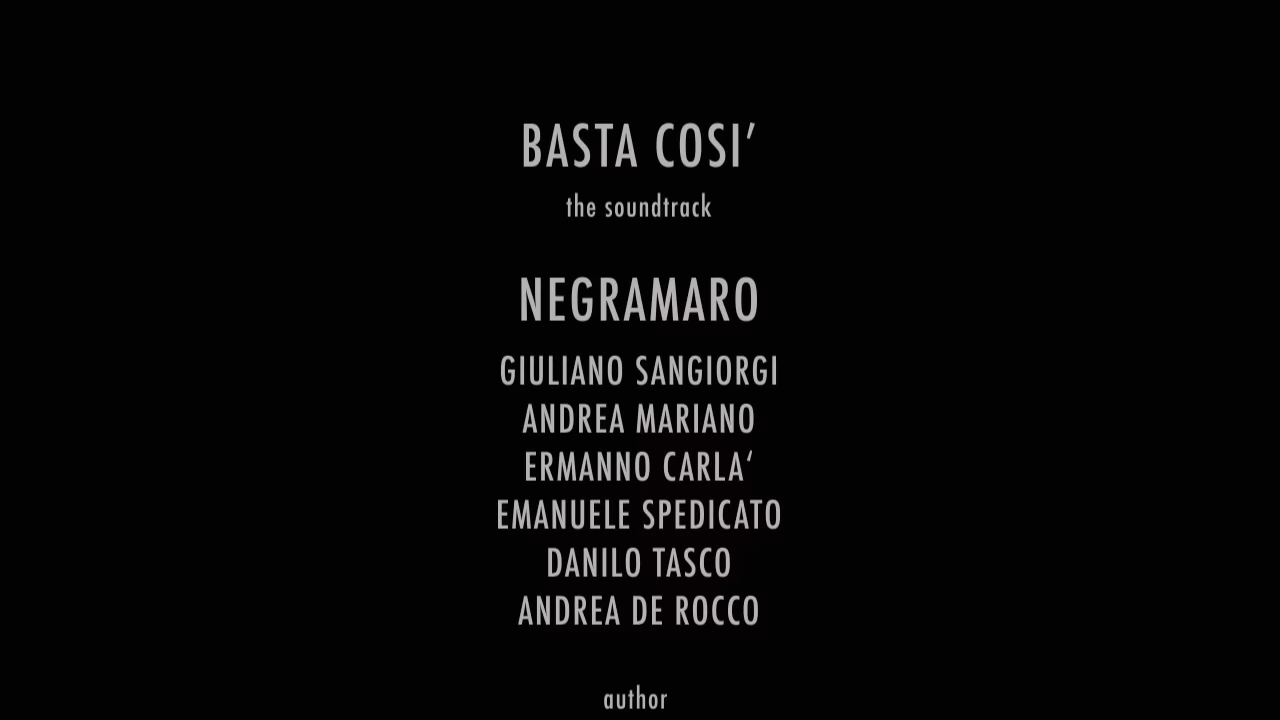 BASTA COSI’
the soundtrack
NEGRAMARO
GIULIANO SANGIORGI
ANDREA MARIANO
ERMANNO CARLA‘
EMANUELE SPEDICATO
DANILO TASCO
ANDREA DE ROCCO
author